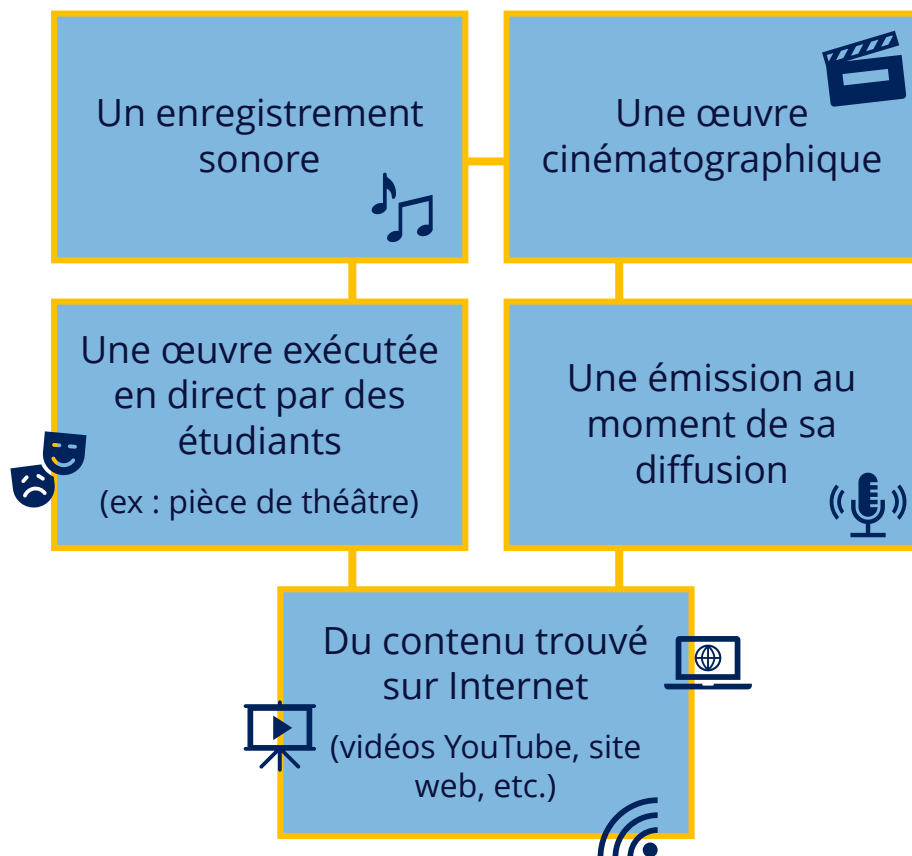 Un enregistrement
sonore
Une œuvre
cinématographique
Une œuvre exécutée
en direct par des
étudiants
(ex : pièce de théâtre)
Une émission au
moment de sa
diffusion
Du contenu trouvé
sur Internet
(vidéos YouTube, site
web, etc.)